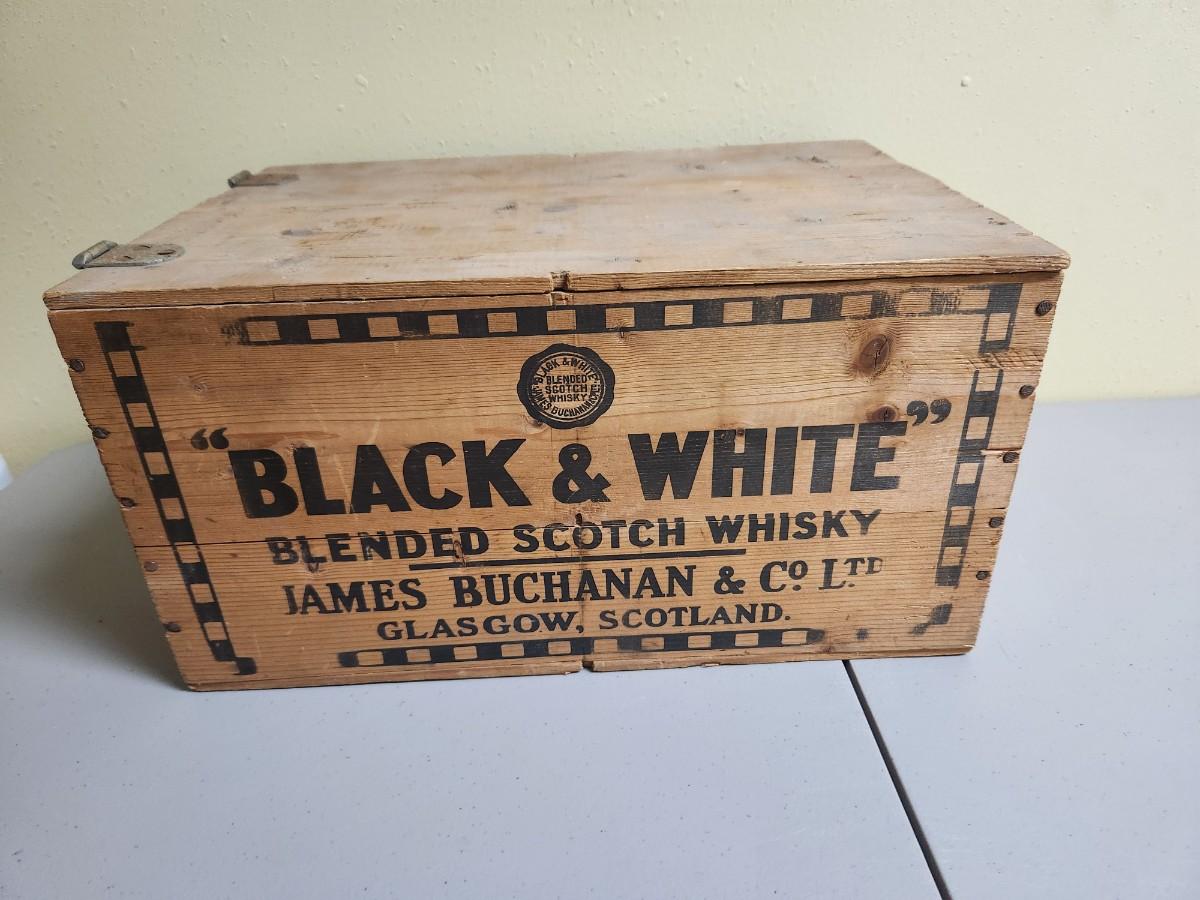 BLACK & WHITE
BLENDED
SCOTCH
WHISKY
JAMES BUCHANAN
“BLACK & WHITE”
BLENDED SCOTCH WHISKY
JAMES BUCHANAN & Cº. LTD
GLASGOW, SCOTLAND.